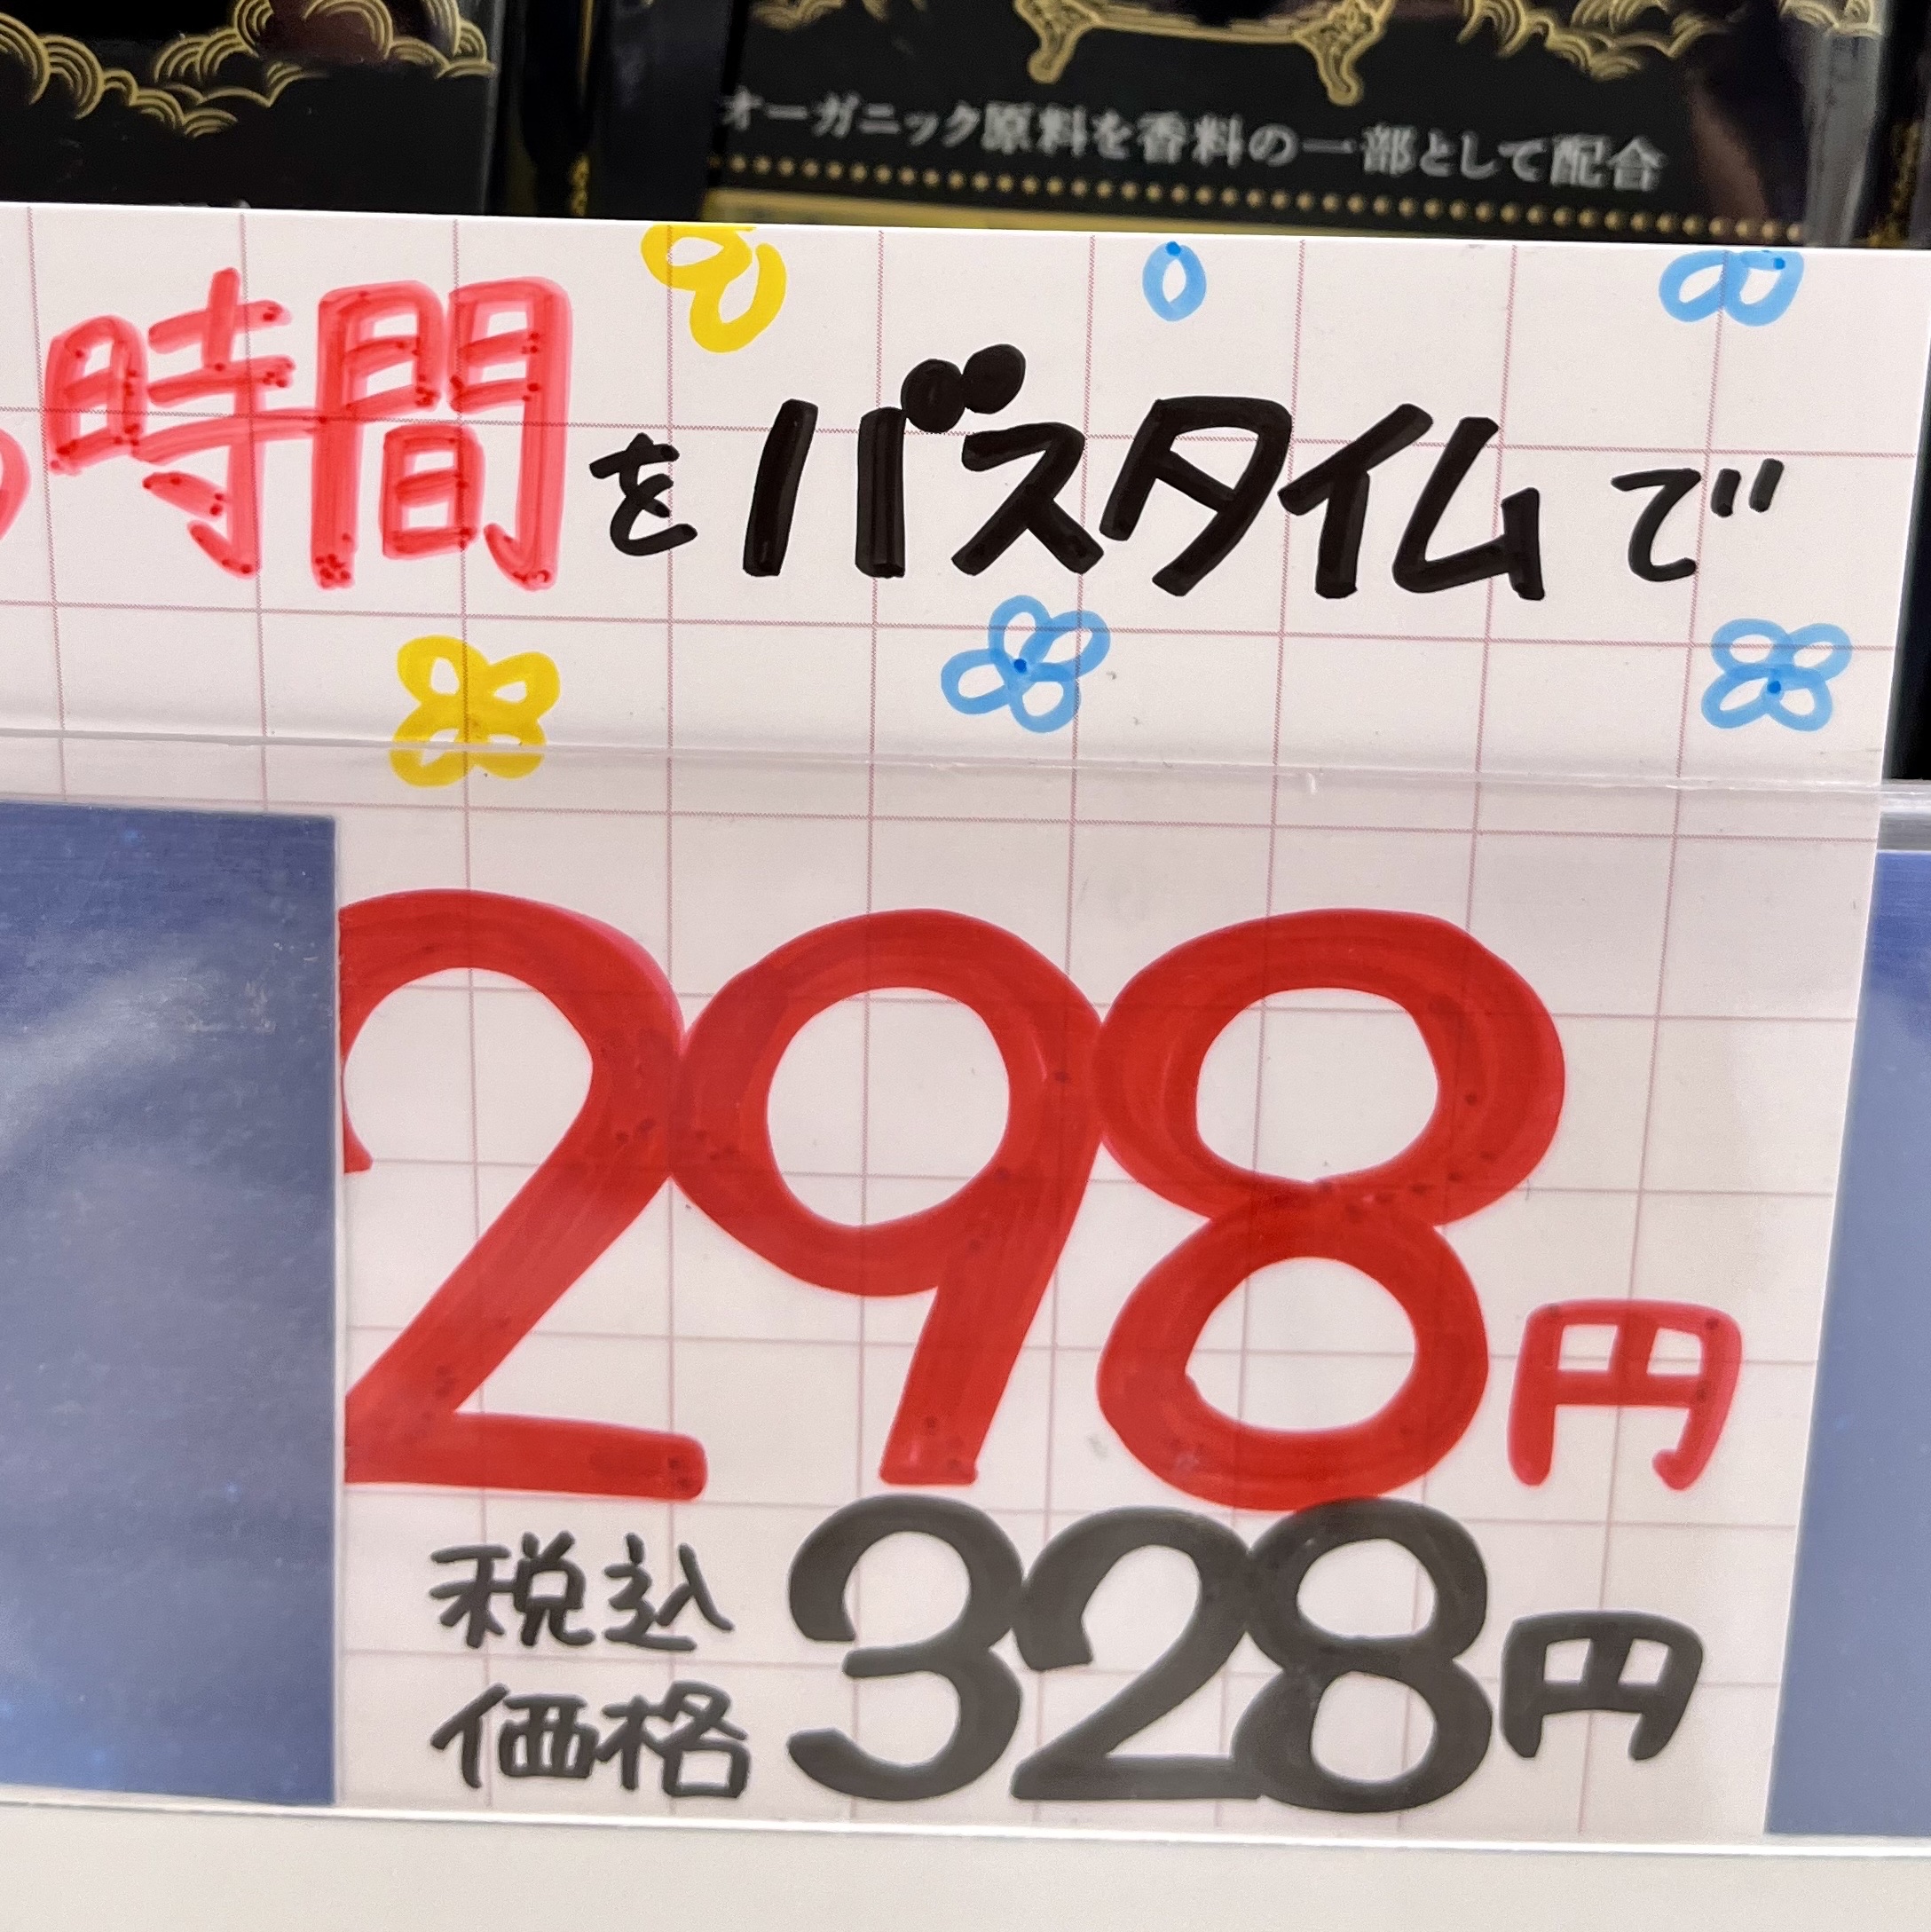 オーガニック原料を香料の一部として配合
時間をバスタイムで
298円
税込
価格
328円